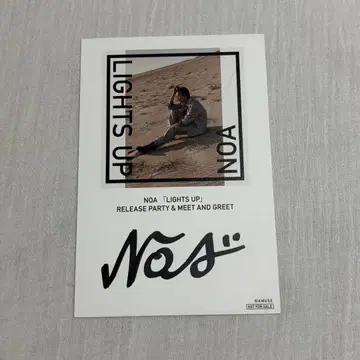 LIGHTS UP
NOA
NOA 「LIGHTS UP」
RELEASE PARTY & MEET AND GREET
Noa
©AMUSE
NOT FOR SALE